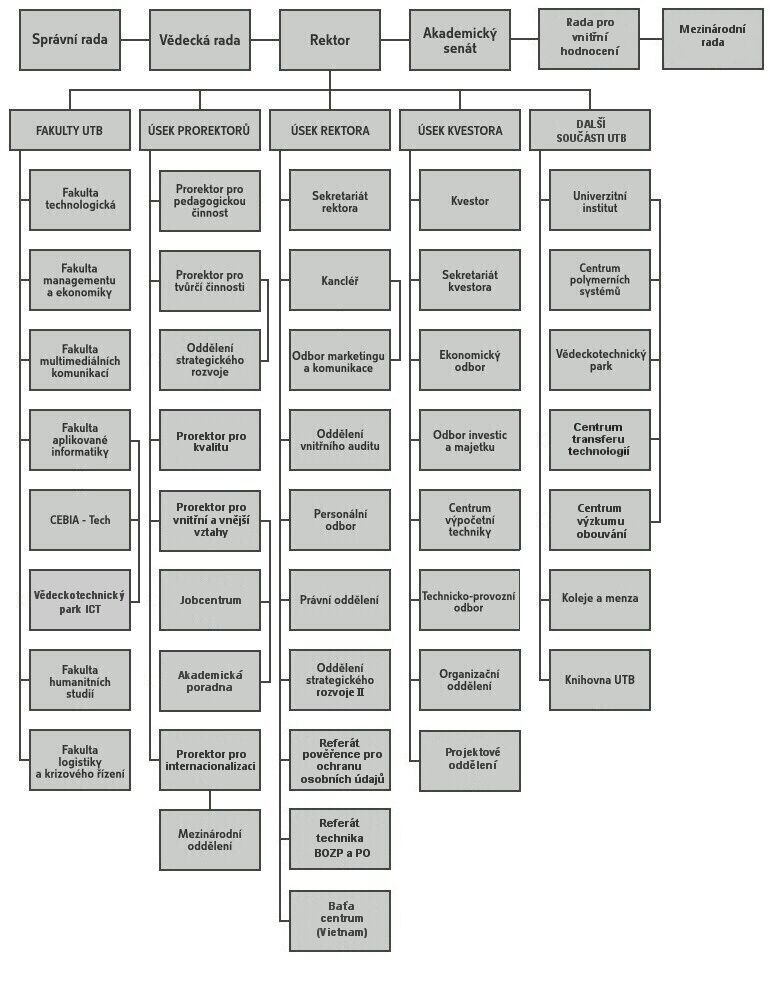 Správní rada
Vědecká rada
Rektor
Akademický
senát
Rada pro
vnitřní
hodnocení
Mezinárodní
rada
FAKULTY UTB
ÚSEK PROREKTORŮ
ÚSEK REKTORA
ÚSEK KVESTORA
DALŠÍ
SOUČÁSTI UTB
Fakulta
technologická
Fakulta
managementu
a ekonomiky
Fakulta
multimediálních
komunikací
Fakulta
aplikované
informatiky
CEBIA - Tech
Vědeckotechnický
park ICT
Fakulta
humanitních
studií
Fakulta
logistiky
a krizového řízení
Prorektor pro
pedagogickou
činnost
Prorektor pro
tvůrčí činnosti
Oddělení
strategického
rozvoje
Prorektor pro
kvalitu
Prorektor pro
vnitřní a vnější
vztahy
Jobcentrum
Akademická
poradna
Prorektor pro
internacionalizaci
Mezinárodní
oddělení
Sekretariát
rektora
Kancléř
Odbor marketingu
a komunikace
Oddělení
vnitřního auditu
Personální
odbor
Právní oddělení
Oddělení
strategického
rozvoje II
Referát
pověřence pro
ochranu
osobních údajů
Referát
technika
BOZP a PO
Baťa
centrum
(Vietnam)
Kvestor
Sekretariát
kvestora
Ekonomický
odbor
Odbor investic
a majetku
Centrum
výpočetní
techniky
Technicko-provozní
odbor
Organizační
oddělení
Projektové
oddělení
Univerzitní
institut
Centrum
polymerních
systémů
Vědeckotechnický
park
Centrum
transferu
technologií
Centrum
výzkumu
obouvání
Koleje a menza
Knihovna UTB